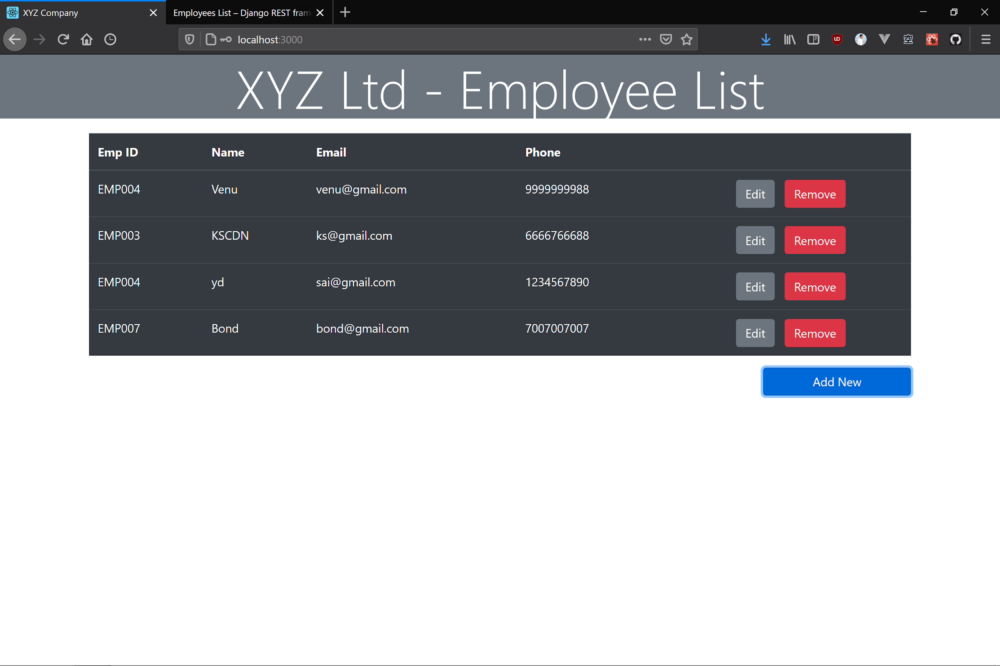 XYZ Company
Employees List – Django REST fram
localhost:3000
XYZ Ltd - Employee List
Emp ID Name Email Phone
EMP004 Venu venu@gmail.com 9999999988 Edit Remove
EMP003 KSCDN ks@gmail.com 6666766688 Edit Remove
EMP004 yd sai@gmail.com 1234567890 Edit Remove
EMP007 Bond bond@gmail.com 7007007007 Edit Remove
Add New